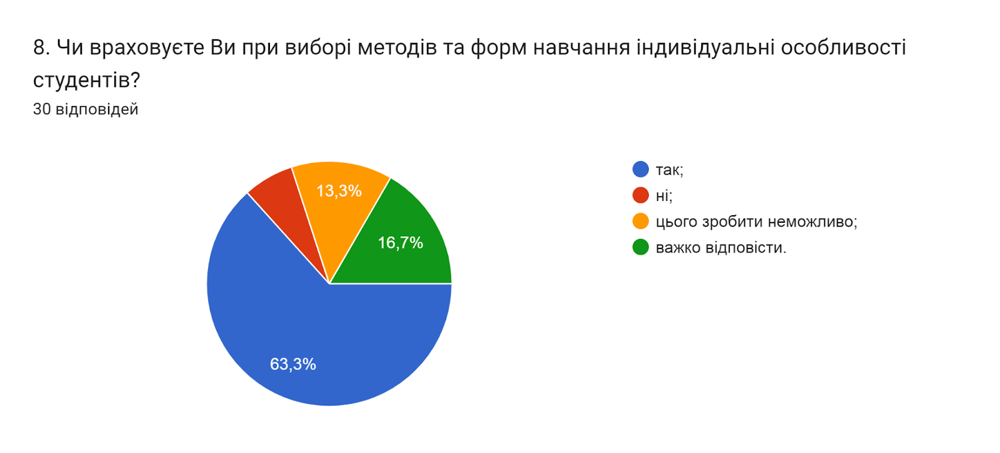 8. Чи враховуєте Ви при виборі методів та форм навчання індивідуальні особливості
студентів?
30 відповідей
так;
ні;
цього зробити неможливо;
важко відповісти.
13,3%
16,7%
63,3%